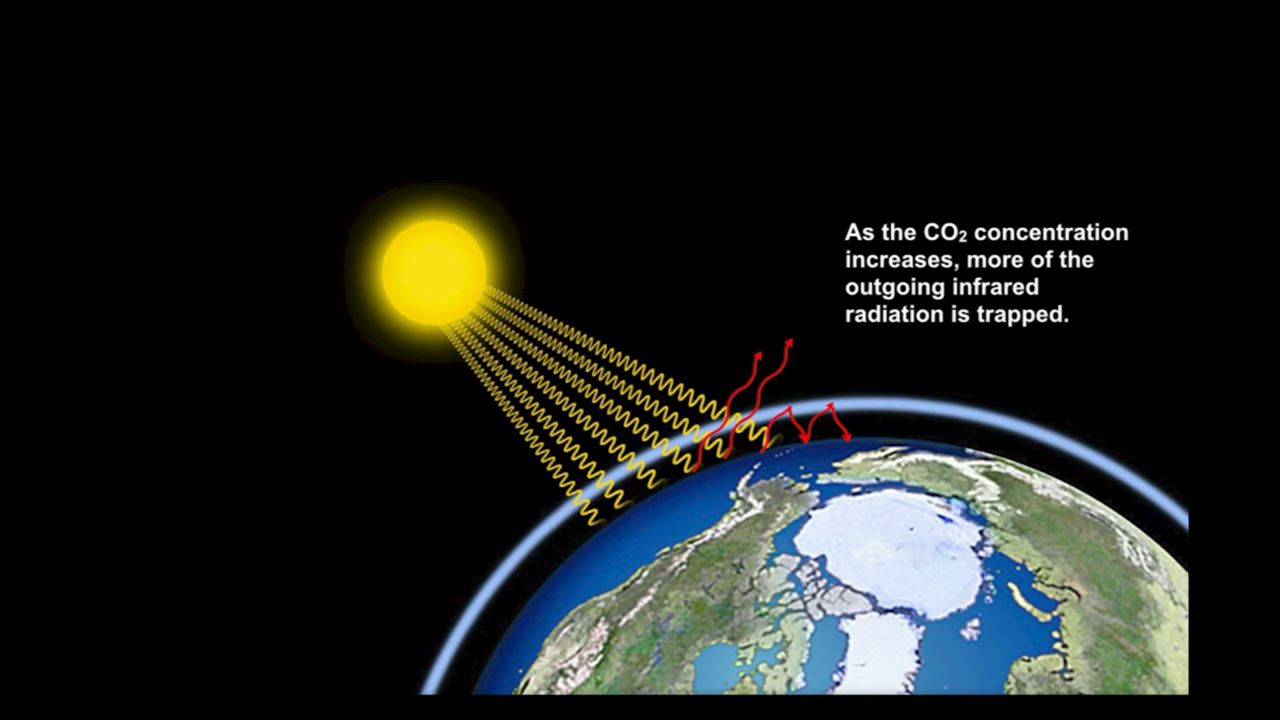 As the CO₂ concentration
increases, more of the
outgoing infrared
radiation is trapped.